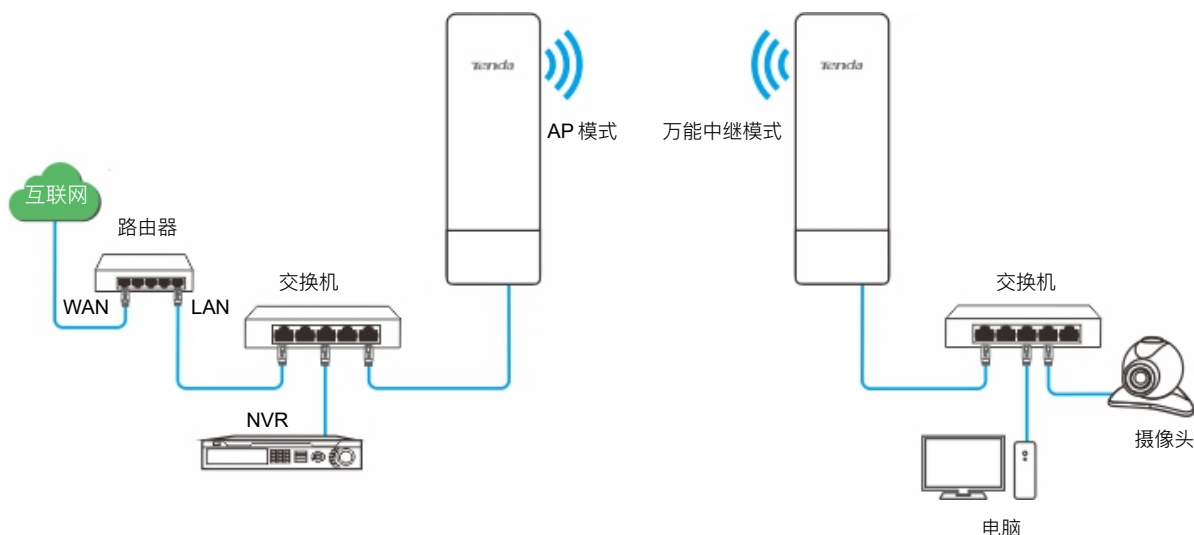 Tenda
Tenda
AP 模式
万能中继模式
互联网
路由器
交换机
交换机
WAN
LAN
NVR
摄像头
电脑